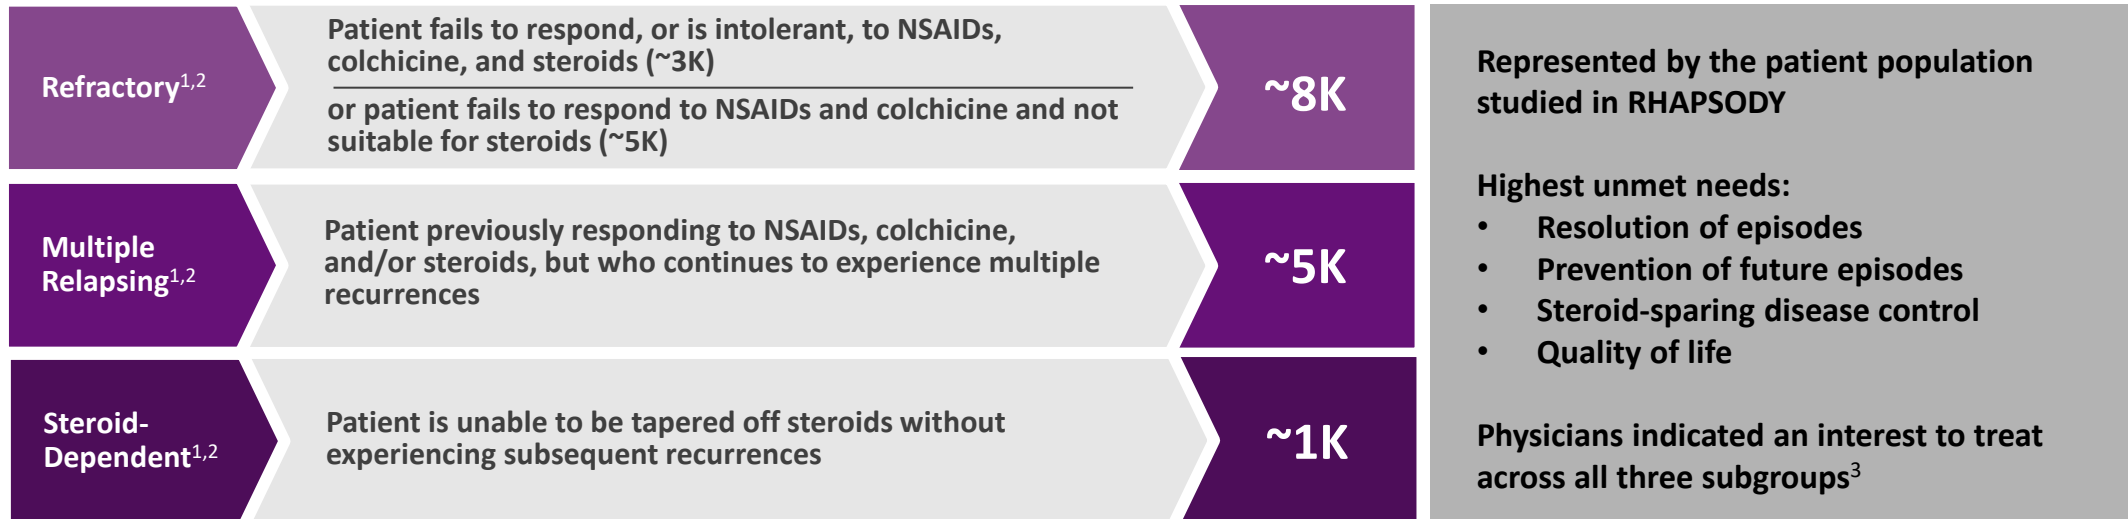 Refractory1,2
Patient fails to respond, or is intolerant, to NSAIDs,
colchicine, and steroids (~3K)
or patient fails to respond to NSAIDs and colchicine and not
suitable for steroids (~5K)
~8K
Multiple
Relapsing1,2
Patient previously responding to NSAIDs, colchicine,
and/or steroids, but who continues to experience multiple
recurrences
~5K
Steroid-
Dependent1,2
Patient is unable to be tapered off steroids without
experiencing subsequent recurrences
~1K
Represented by the patient population
studied in RHAPSODY
Highest unmet needs:
• Resolution of episodes
• Prevention of future episodes
• Steroid-sparing disease control
• Quality of life
Physicians indicated an interest to treat
across all three subgroups3